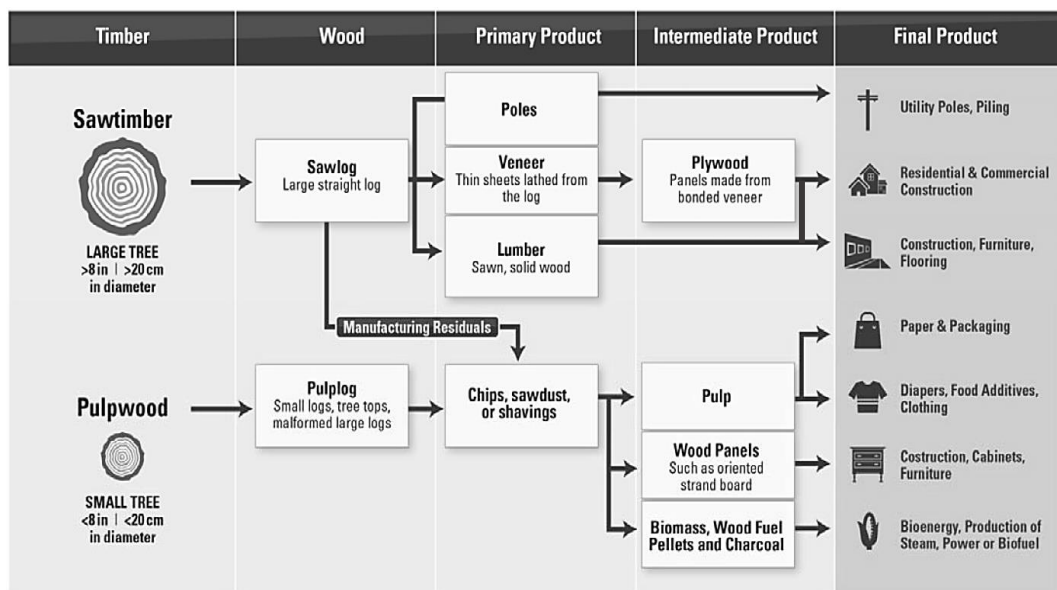 Timber
Wood
Primary Product
Intermediate Product
Final Product
Sawtimber
LARGE TREE
>8 in | >20 cm
in diameter
Sawlog
Large straight log
Poles
Veneer
Thin sheets lathed from
the log
Lumber
Sawn, solid wood
Plywood
Panels made from
bonded veneer
Utility Poles, Piling
Residential & Commercial
Construction
Construction, Furniture,
Flooring
Manufacturing Residuals
Pulpwood
SMALL TREE
<8 in | <20 cm
in diameter
Pulplog
Small logs, tree tops,
malformed large logs
Chips, sawdust,
or shavings
Pulp
Wood Panels
Such as oriented
strand board
Biomass, Wood Fuel
Pellets and Charcoal
Paper & Packaging
Diapers, Food Additives,
Clothing
Costruction, Cabinets,
Furniture
Bioenergy, Production of
Steam, Power or Biofuel